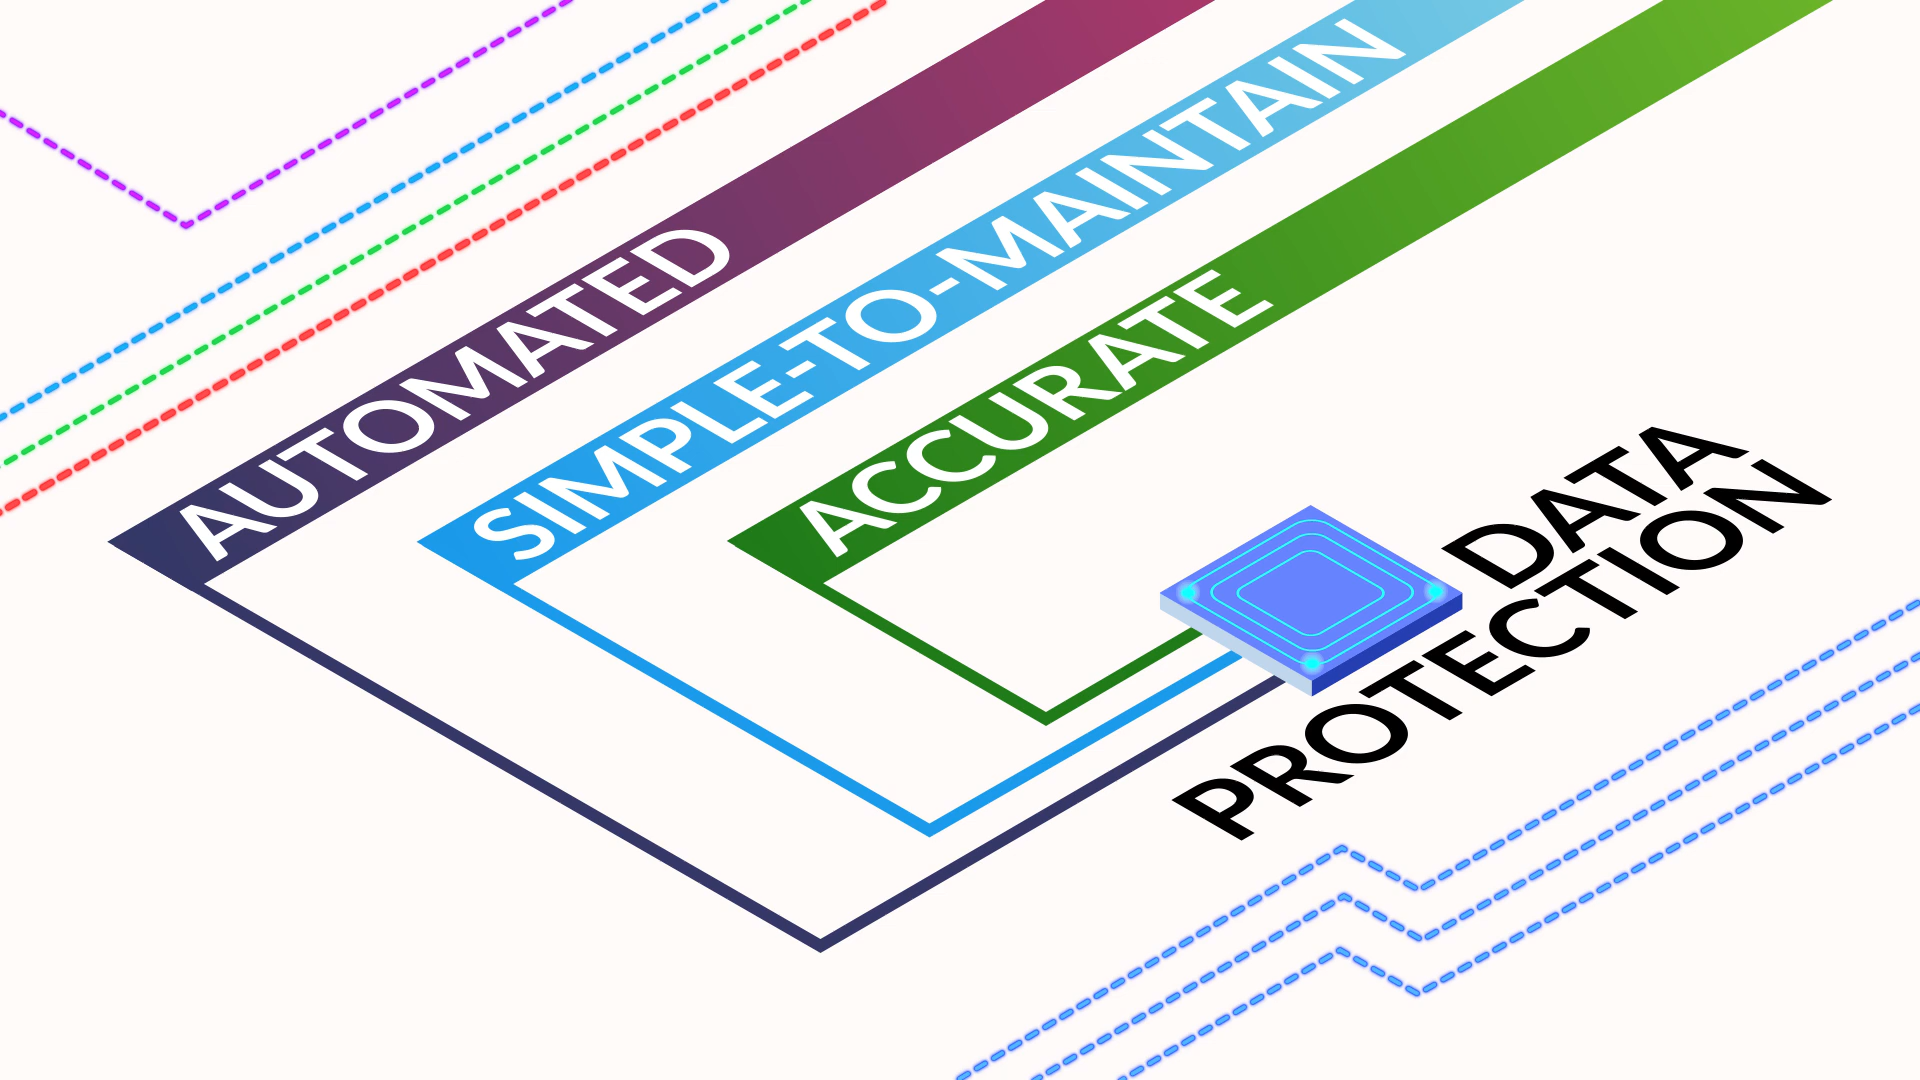 AUTOMATED
SIMPLE-TO-MAINTAIN
ACCURATE
DATA
PROTECTION